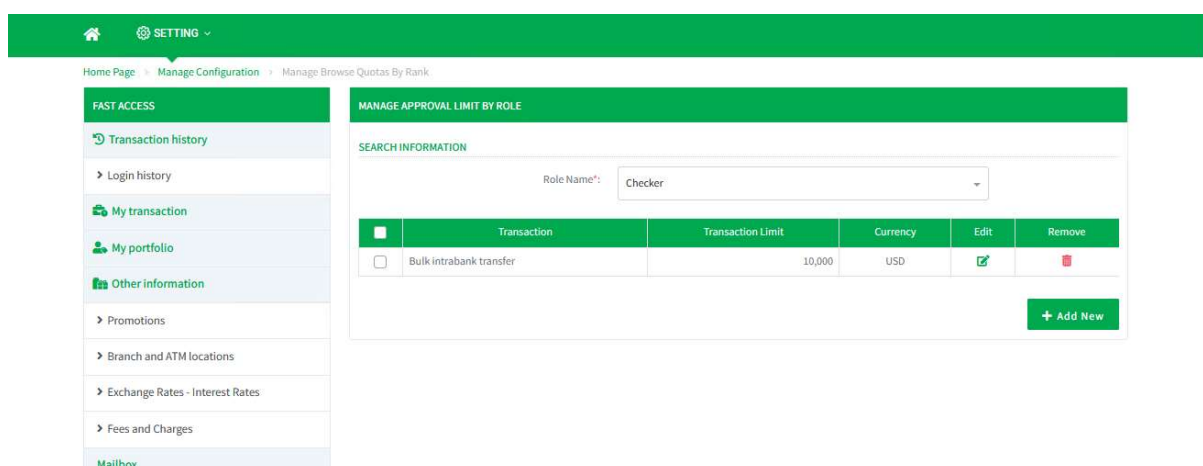 SETTING
Home Page > Manage Configuration > Manage Browse Quotas By Rank
FAST ACCESS
Transaction history
> Login history
My transaction
My portfolio
Other information
> Promotions
> Branch and ATM locations
> Exchange Rates - Interest Rates
> Fees and Charges
Mailbox
MANAGE APPROVAL LIMIT BY ROLE
SEARCH INFORMATION
Role Name*: Checker
Transaction Transaction Limit Currency Edit Remove
Bulk intrabank transfer 10,000 USD
+ Add New